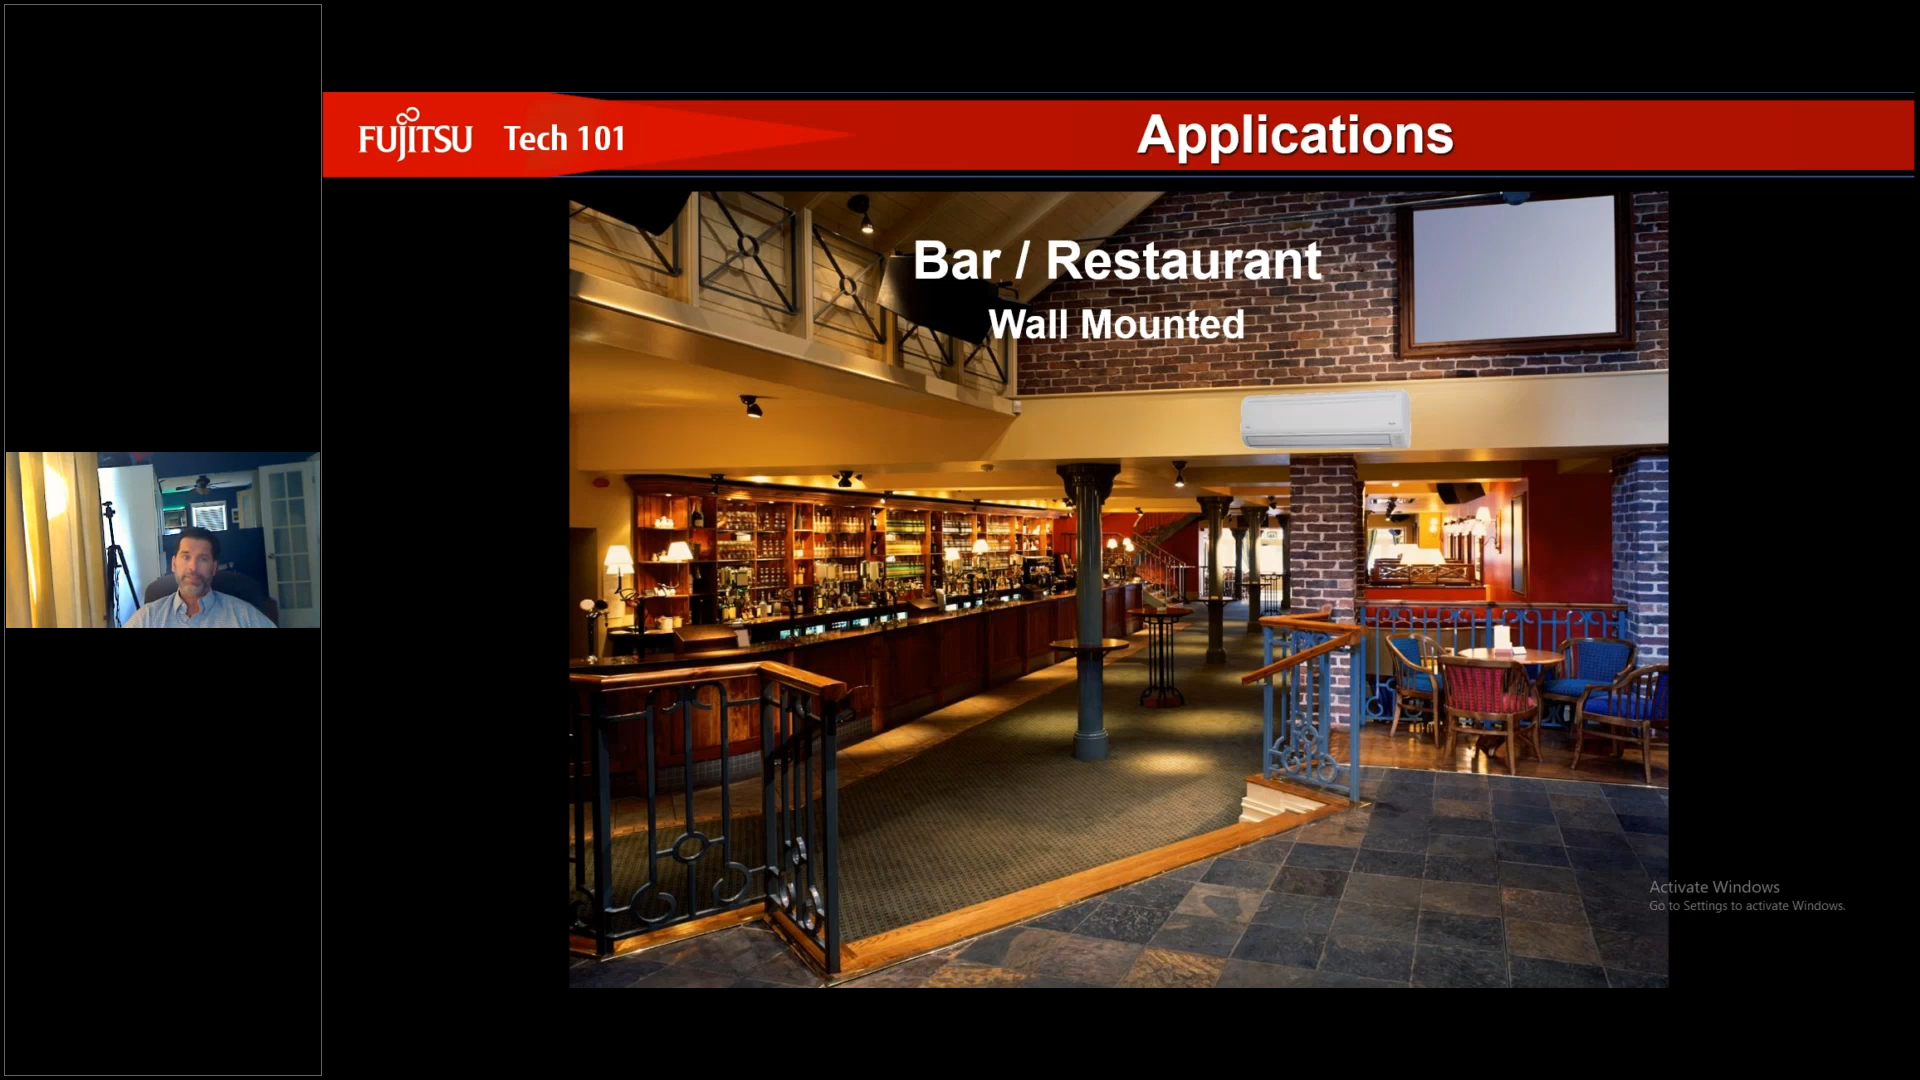 FUJITSU Tech 101
Applications
Bar / Restaurant
Wall Mounted
Activate Windows
Go to Settings to activate Windows.